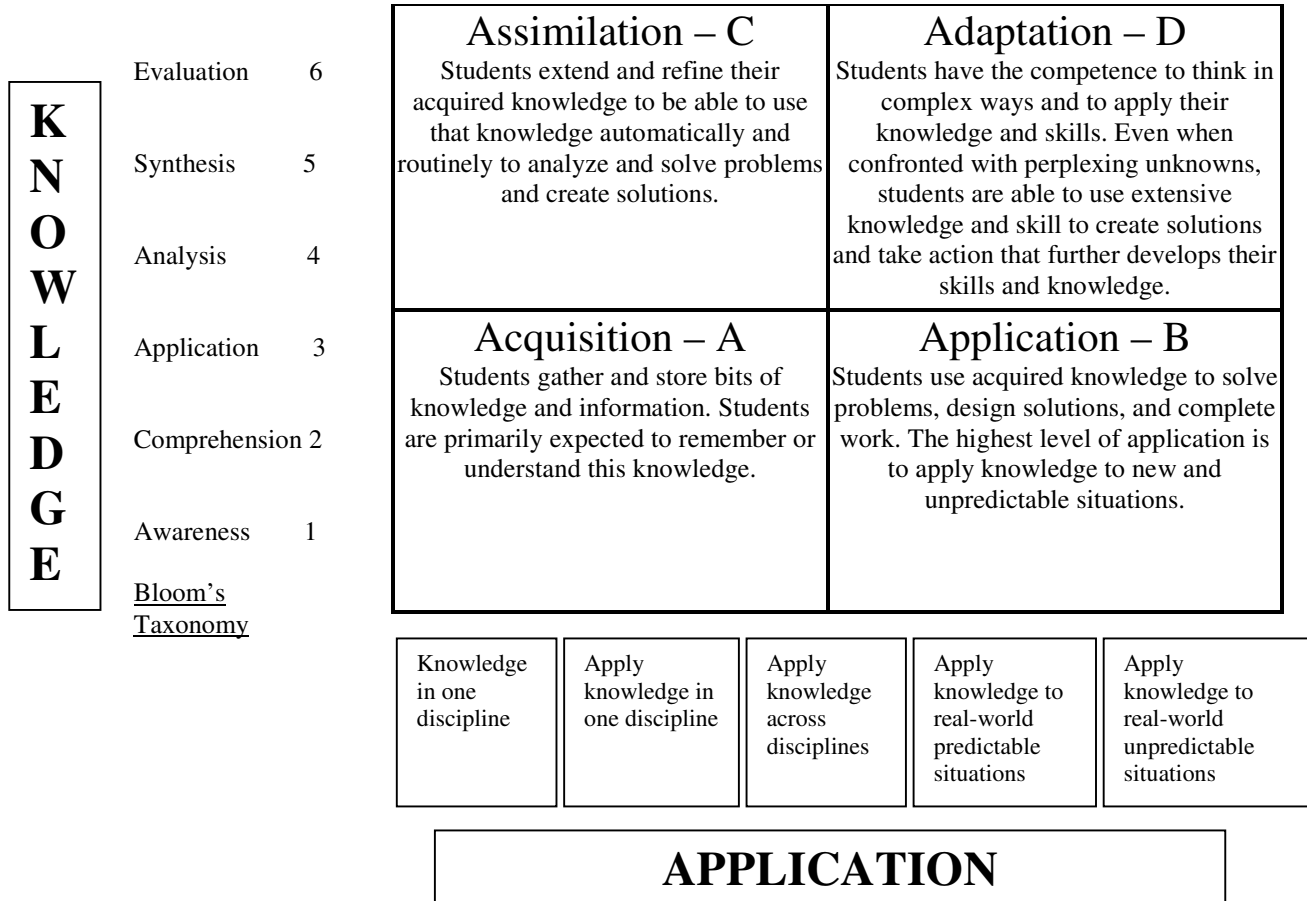 K
N
O
W
L
E
D
G
E
Evaluation 6
Synthesis 5
Analysis 4
Application 3
Comprehension 2
Awareness 1
Bloom’s
Taxonomy
Assimilation – C
Students extend and refine their
acquired knowledge to be able to use
that knowledge automatically and
routinely to analyze and solve problems
and create solutions.
Adaptation – D
Students have the competence to think in
complex ways and to apply their
knowledge and skills. Even when
confronted with perplexing unknowns,
students are able to use extensive
knowledge and skill to create solutions
and take action that further develops their
skills and knowledge.
Acquisition – A
Students gather and store bits of
knowledge and information. Students
are primarily expected to remember or
understand this knowledge.
Application – B
Students use acquired knowledge to solve
problems, design solutions, and complete
work. The highest level of application is
to apply knowledge to new and
unpredictable situations.
Knowledge
in one
discipline
Apply
knowledge in
one discipline
Apply
knowledge
across
disciplines
Apply
knowledge to
real-world
predictable
situations
Apply
knowledge to
real-world
unpredictable
situations
APPLICATION